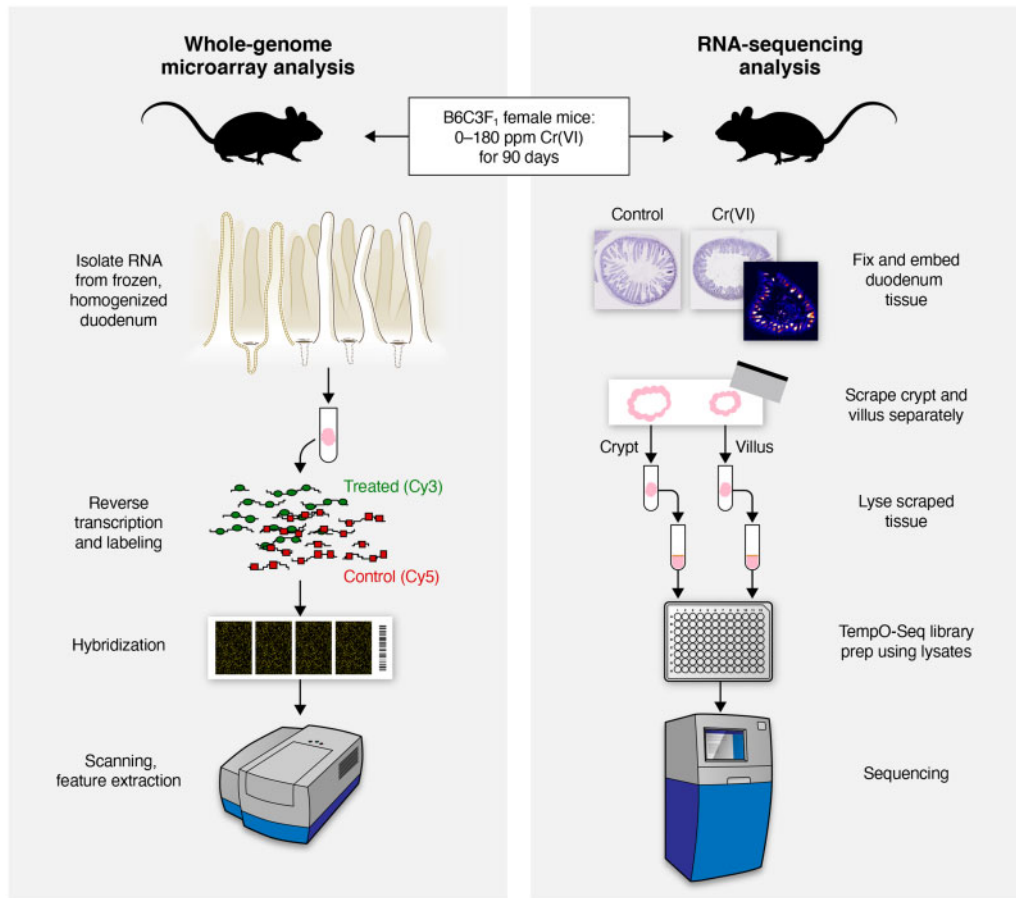 Whole-genome
microarray analysis
RNA-sequencing
analysis
B6C3F₁ female mice:
0–180 ppm Cr(VI)
for 90 days
Isolate RNA
from frozen,
homogenized
duodenum
Reverse
transcription
and labeling
Treated (Cy3)
Control (Cy5)
Hybridization
Scanning,
feature extraction
Control
Cr(VI)
Fix and embed
duodenum
tissue
Scrape crypt and
villus separately
Crypt
Villus
Lyse scraped
tissue
TempO-Seq library
prep using lysates
Sequencing